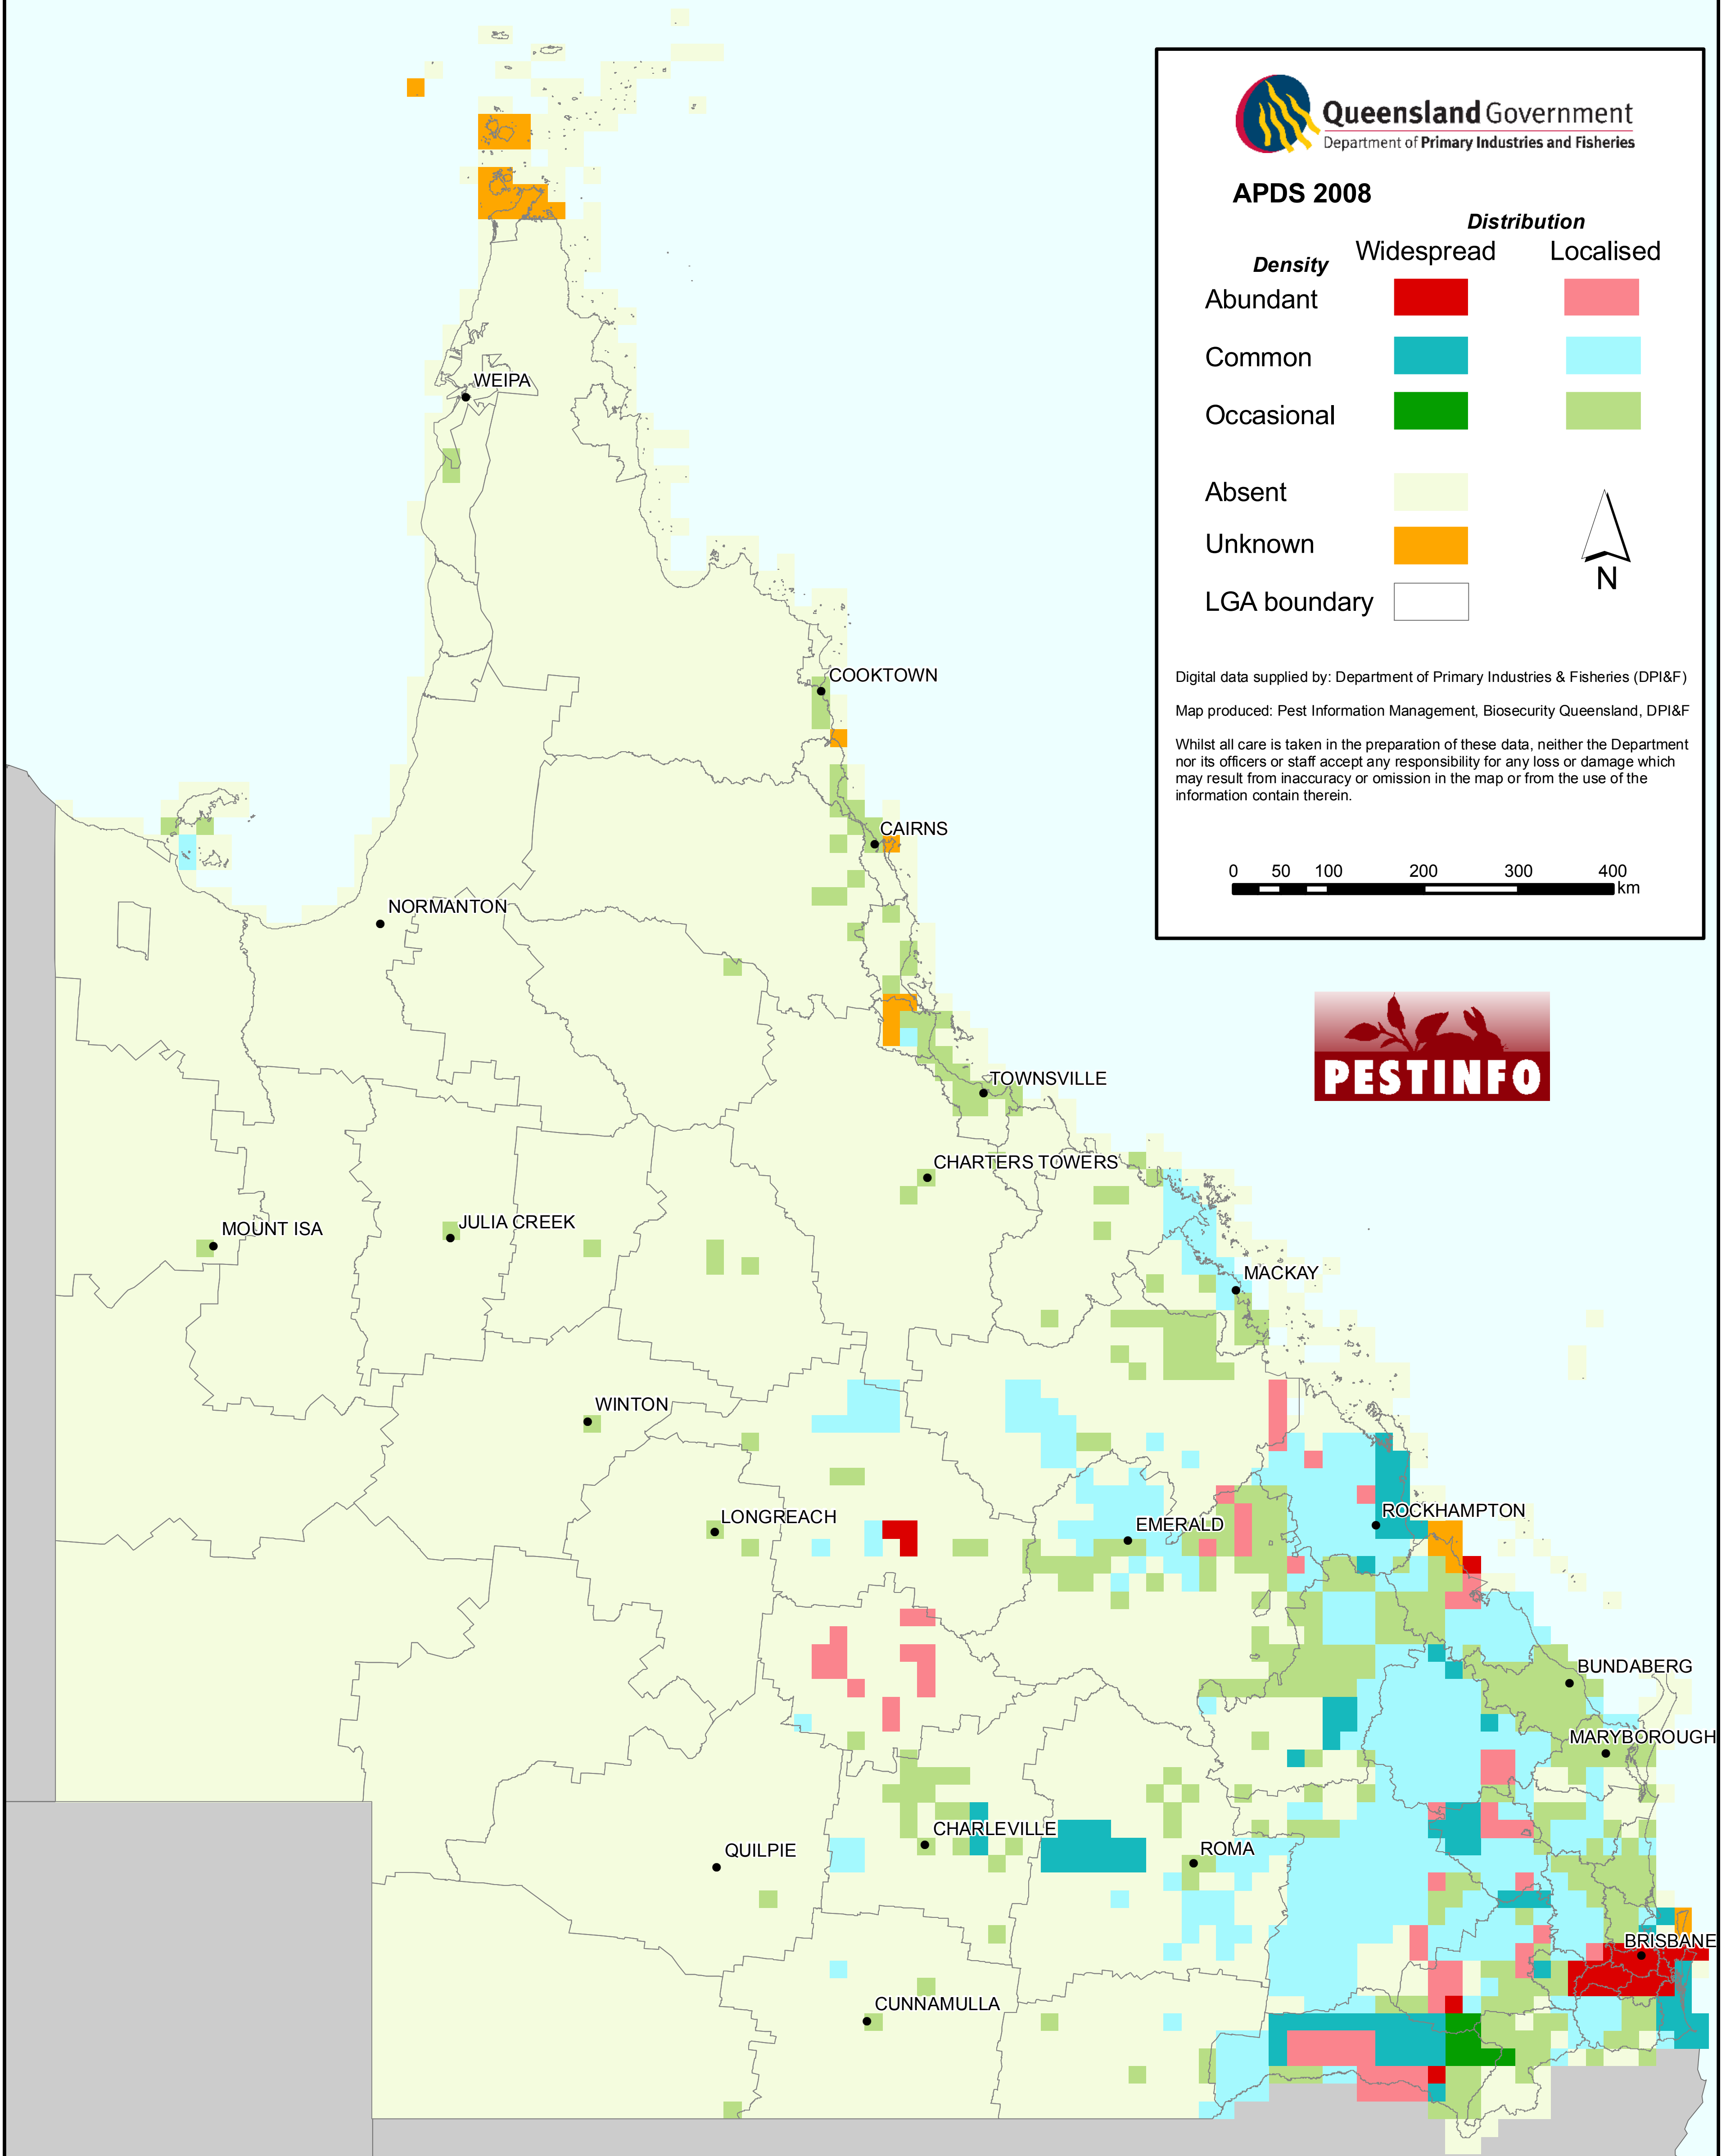 Queensland Government
Department of Primary Industries and Fisheries
APDS 2008
Distribution
Density Widespread Localised
Abundant
Common
Occasional
Absent
Unknown
N
LGA boundary
Digital data supplied by: Department of Primary Industries & Fisheries (DPI&F)
Map produced: Pest Information Management, Biosecurity Queensland, DPI&F
Whilst all care is taken in the preparation of these data, neither the Department
nor its officers or staff accept any responsibility for any loss or damage which
may result from inaccuracy or omission in the map or from the use of the
information contain therein.
0 50 100 200 300 400
km
PESTINFO
WEIPA
COOKTOWN
CAIRNS
NORMANTON
TOWNSVILLE
CHARTERS TOWERS
MOUNT ISA
JULIA CREEK
MACKAY
WINTON
LONGREACH
EMERALD
ROCKHAMPTON
BUNDABERG
MARYBOROUGH
CHARLEVILLE
QUILPIE
ROMA
BRISBANE
CUNNAMULLA